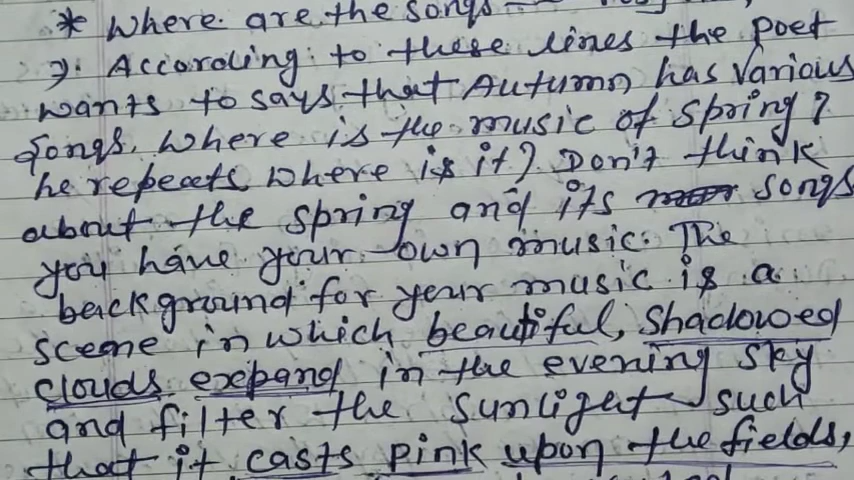 * Where are the songs
⇒ According to these lines the poet
wants to says that Autumn has various
songs. Where is the music of spring?
he repeats where is it? Don't think
about the spring and its songs
you have your own music. The
background for your music is a
scene in which beautiful, shadowed
clouds expand in the evening sky
and filter the sunlight such
that it casts pink upon the fields,